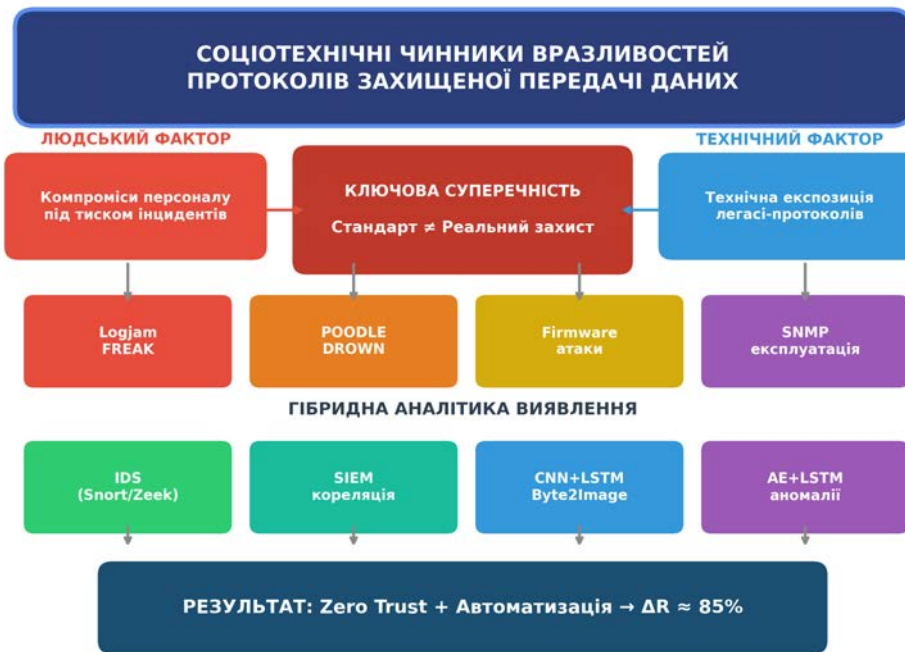 СОЦІОТЕХНІЧНІ ЧИННИКИ ВРАЗЛИВОСТЕЙ
ПРОТОКОЛІВ ЗАХИЩЕНОЇ ПЕРЕДАЧІ ДАНИХ
ЛЮДСЬКИЙ ФАКТОР
ТЕХНІЧНИЙ ФАКТОР
Компроміси персоналу
під тиском інцидентів
КЛЮЧОВА СУПЕРЕЧНІСТЬ
Стандарт ≠ Реальний захист
Технічна експозиція
легасі-протоколів
Logjam
FREAK
POODLE
DROWN
Firmware
атаки
SNMP
експлуатація
ГІБРИДНА АНАЛІТИКА ВИЯВЛЕННЯ
IDS
(Snort/Zeek)
SIEM
кореляція
CNN+LSTM
Byte2Image
AE+LSTM
аномалії
РЕЗУЛЬТАТ: Zero Trust + Автоматизація → ΔR ≈ 85%